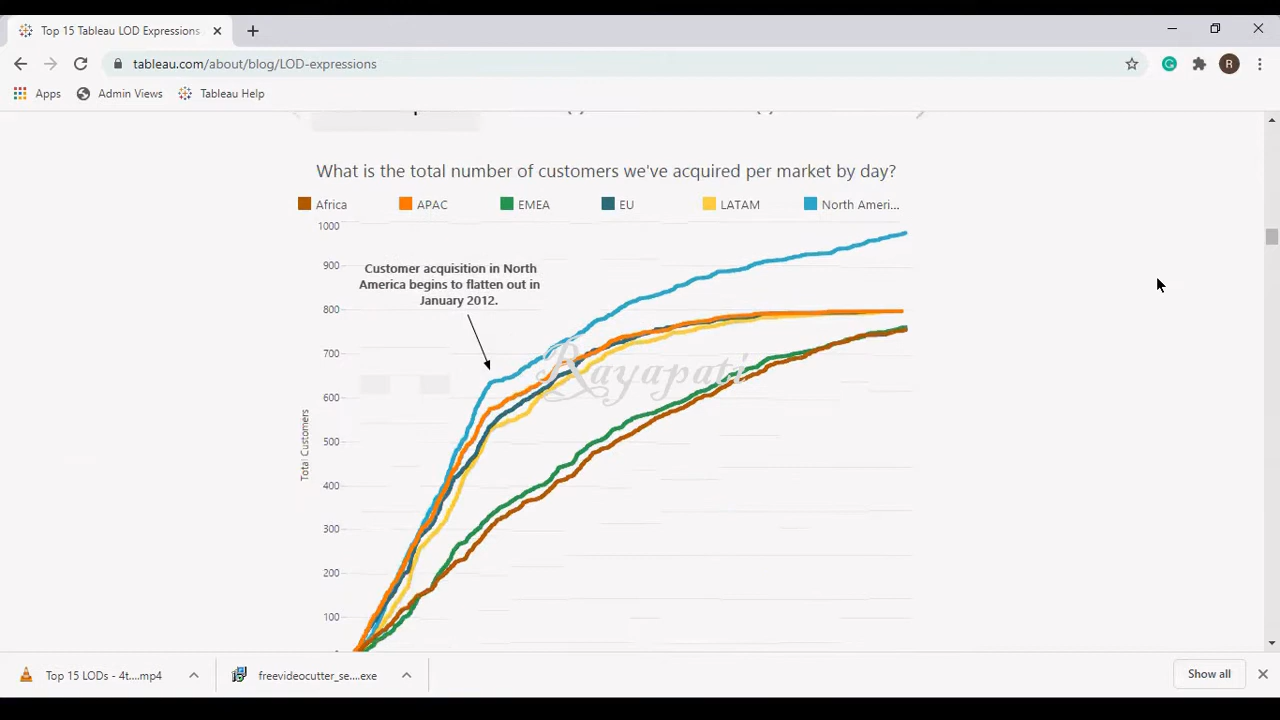 Top 15 Tableau LOD Expressions
tableau.com/about/blog/LOD-expressions
R
Apps
Admin Views
Tableau Help
What is the total number of customers we've acquired per market by day?
Africa
APAC
EMEA
EU
LATAM
North Ameri...
1000
900
800
700
600
500
400
300
200
100
Total Customers
Customer acquisition in North
America begins to flatten out in
January 2012.
Rayapati
Top 15 LODs - 4t....mp4
freevideocutter_se....exe
Show all